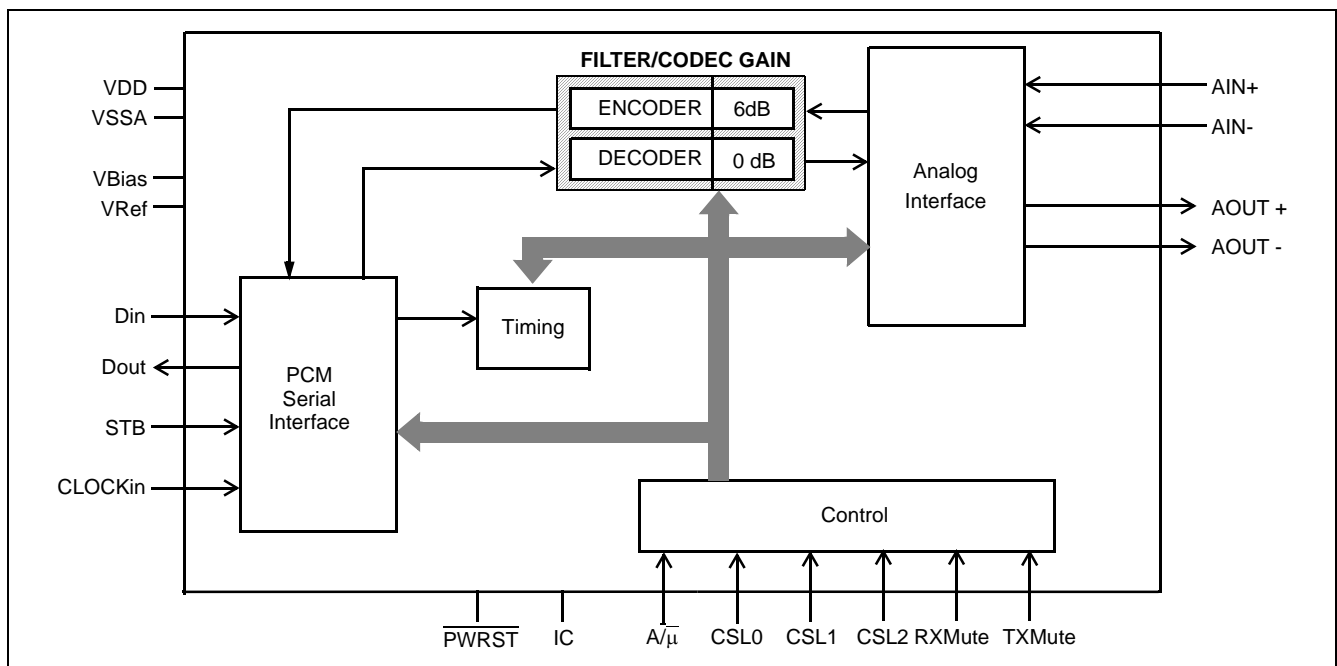 FILTER/CODEC GAIN
VDD
VSSA
VBias
VRef
Din
Dout
STB
CLOCKin
ENCODER 6dB
DECODER 0 dB
Analog
Interface
AIN+
AIN-
AOUT +
AOUT -
PCM
Serial
Interface
Timing
Control
PWRST IC A/μ CSL0 CSL1 CSL2 RXMute TXMute